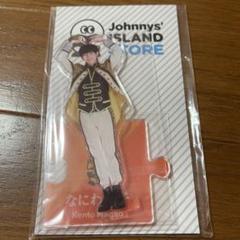 Johnnys'
ISLAND
STORE
なにわ
Kento Nagao